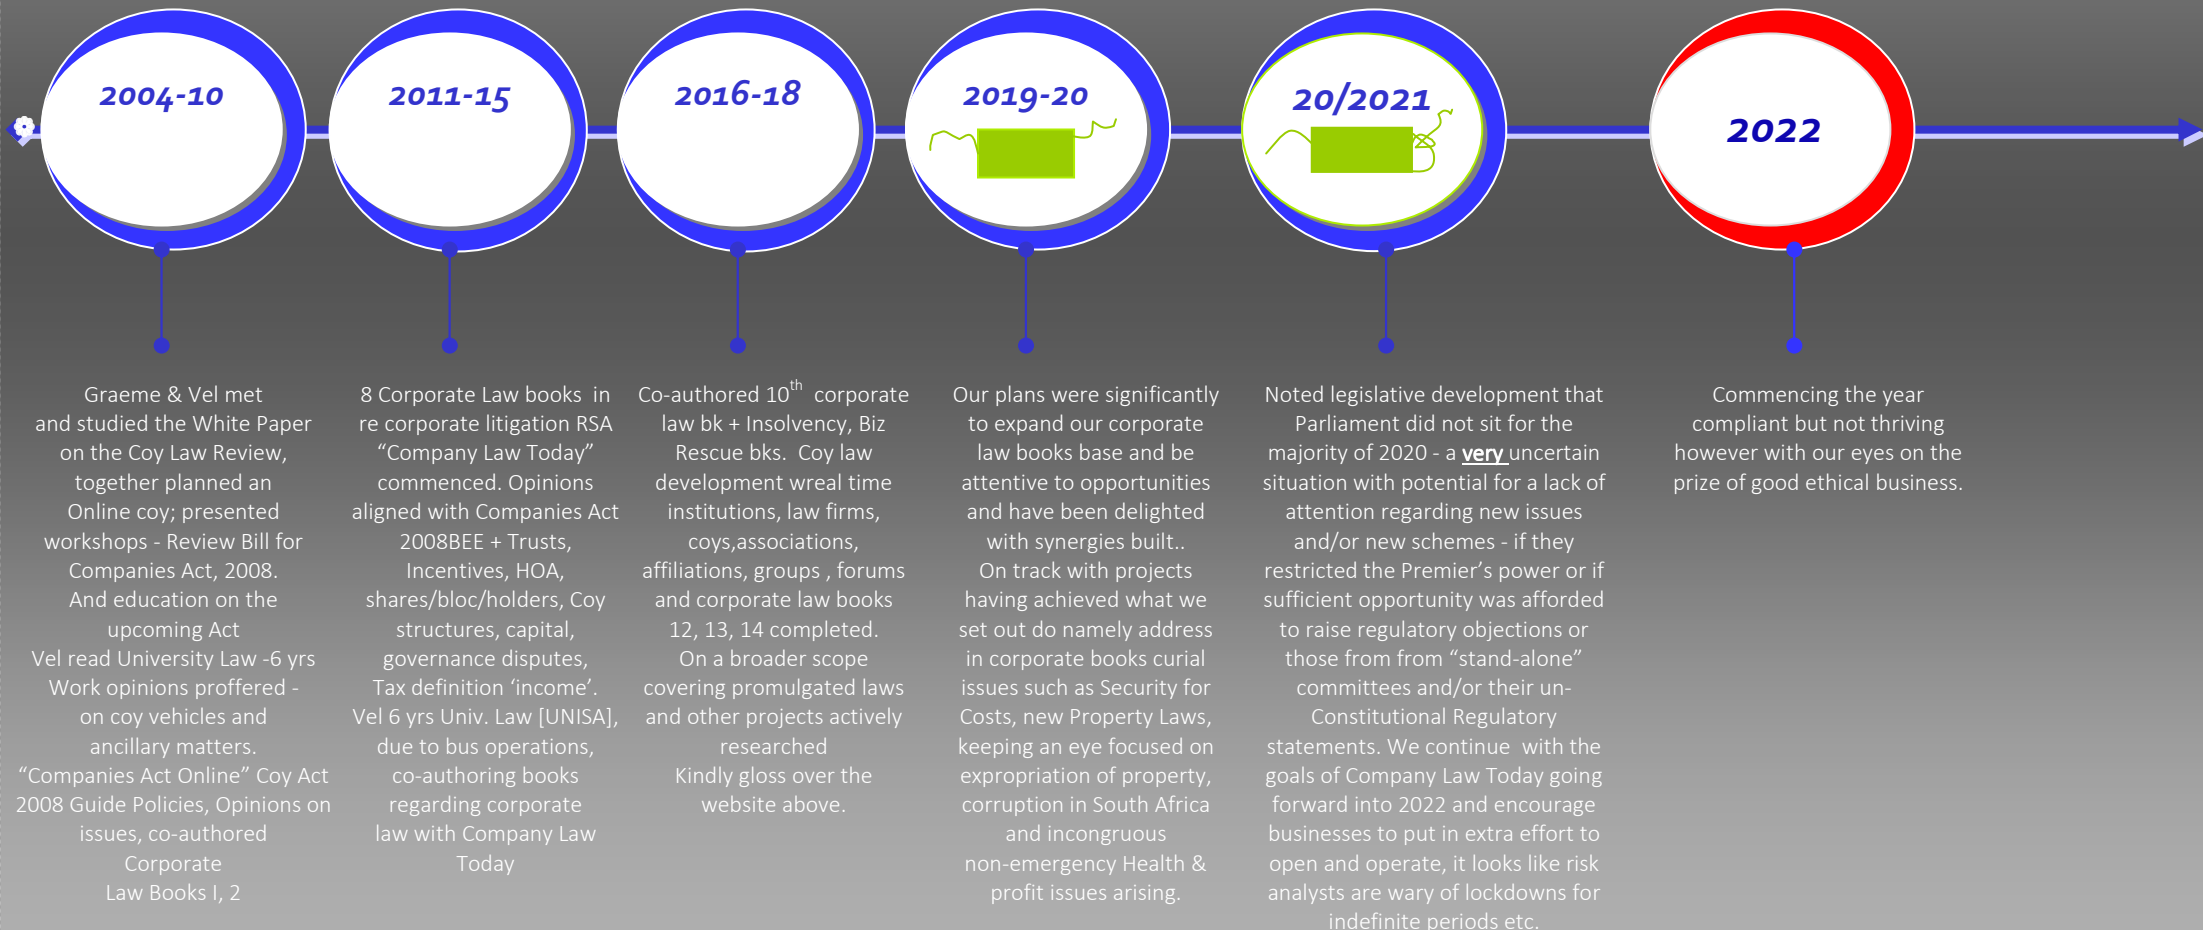 2004-10
Graeme & Vel met
and studied the White Paper
on the Coy Law Review,
together planned an
Online coy; presented
workshops - Review Bill for
Companies Act, 2008.
And education on the
upcoming Act
Vel read University Law -6 yrs
Work opinions proffered -
on coy vehicles and
ancillary matters.
“Companies Act Online” Coy Act
2008 Guide Policies, Opinions on
issues, co-authored
Corporate
Law Books I, 2
2011-15
8 Corporate Law books  in
re corporate litigation RSA
“Company Law Today”
commenced. Opinions
aligned with Companies Act
2008BEE + Trusts,
Incentives, HOA,
shares/bloc/holders, Coy
structures, capital,
governance disputes,
Tax definition ‘income’.
Vel 6 yrs Univ. Law [UNISA],
due to bus operations,
co-authoring books
regarding corporate
law with Company Law
Today
2016-18
Co-authored 10th  corporate
law bk + Insolvency, Biz
Rescue bks.  Coy law
development wreal time
institutions, law firms,
coys,associations,
affiliations, groups , forums
and corporate law books
12, 13, 14 completed.
On a broader scope
covering promulgated laws
and other projects actively
researched
Kindly gloss over the
website above.
2019-20
Our plans were significantly
to expand our corporate
law books base and be
attentive to opportunities
and have been delighted
with synergies built..
On track with projects
having achieved what we
set out do namely address
in corporate books curial
issues such as Security for
Costs, new Property Laws,
keeping an eye focused on
expropriation of property,
corruption in South Africa
and incongruous
non-emergency Health &
profit issues arising.
20/2021
Noted legislative development that
Parliament did not sit for the
majority of 2020 - a very uncertain
situation with potential for a lack of
attention regarding new issues
and/or new schemes - if they
restricted the Premier’s power or if
sufficient opportunity was afforded
to raise regulatory objections or
those from from “stand-alone”
committees and/or their un-
Constitutional Regulatory
statements. We continue  with the
goals of Company Law Today going
forward into 2022 and encourage
businesses to put in extra effort to
open and operate, it looks like risk
analysts are wary of lockdowns for
indefinite periods etc.
2022
Commencing the year
compliant but not thriving
however with our eyes on the
prize of good ethical business.